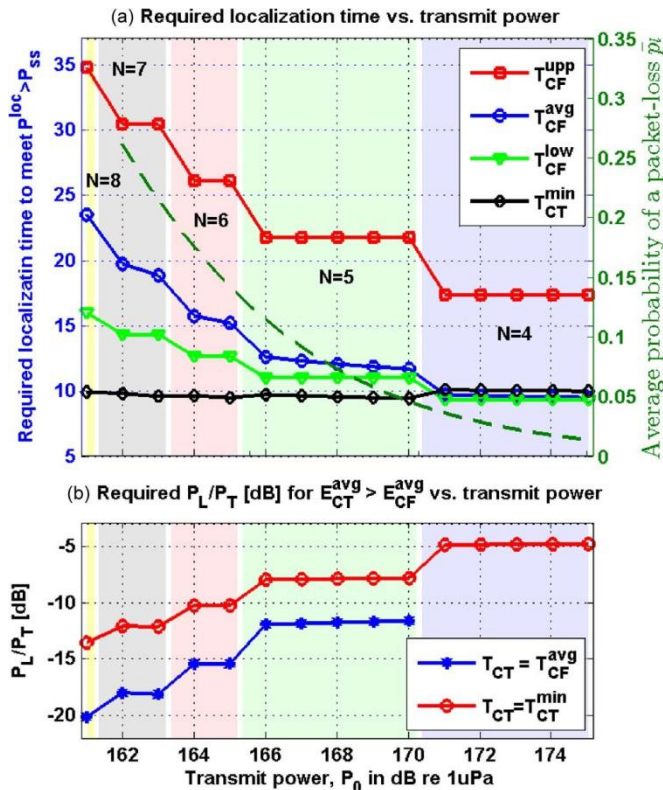 (a) Required localization time vs. transmit power
Required localizatin time to meet P^loc>P_ss
35
30
25
20
15
10
5
N=7
N=8
N=6
N=5
N=4
T_CF^upp
T_CF^avg
T_CF^low
T_CT^min
0.35
0.3
0.25
0.2
0.15
0.1
0.05
0
Average probability of a packet-loss p̄_l
(b) Required P_L/P_T [dB] for E_CT^avg > E_CF^avg vs. transmit power
P_L/P_T [dB]
-5
-10
-15
-20
T_CT = T_CF^avg
T_CT=T_CT^min
162 164 166 168 170 172 174
Transmit power, P_0 in dB re 1uPa